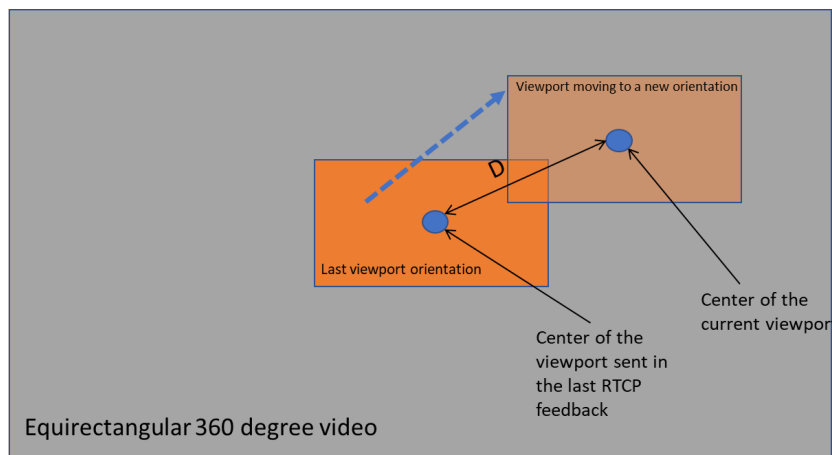 Viewport moving to a new orientation
D
Last viewport orientation
Center of the
current viewpor
Center of the
viewport sent in
the last RTCP
feedback
Equirectangular 360 degree video